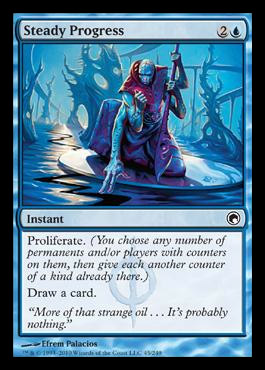 Steady Progress 2
Instant
Proliferate. (You choose any number of
permanents and/or players with counters
on them, then give each another counter
of a kind already there.)
Draw a card.
"More of that strange oil . . . It's probably
nothing."
Efrem Palacios
™ & © 1993–2010 Wizards of the Coast LLC 45/249